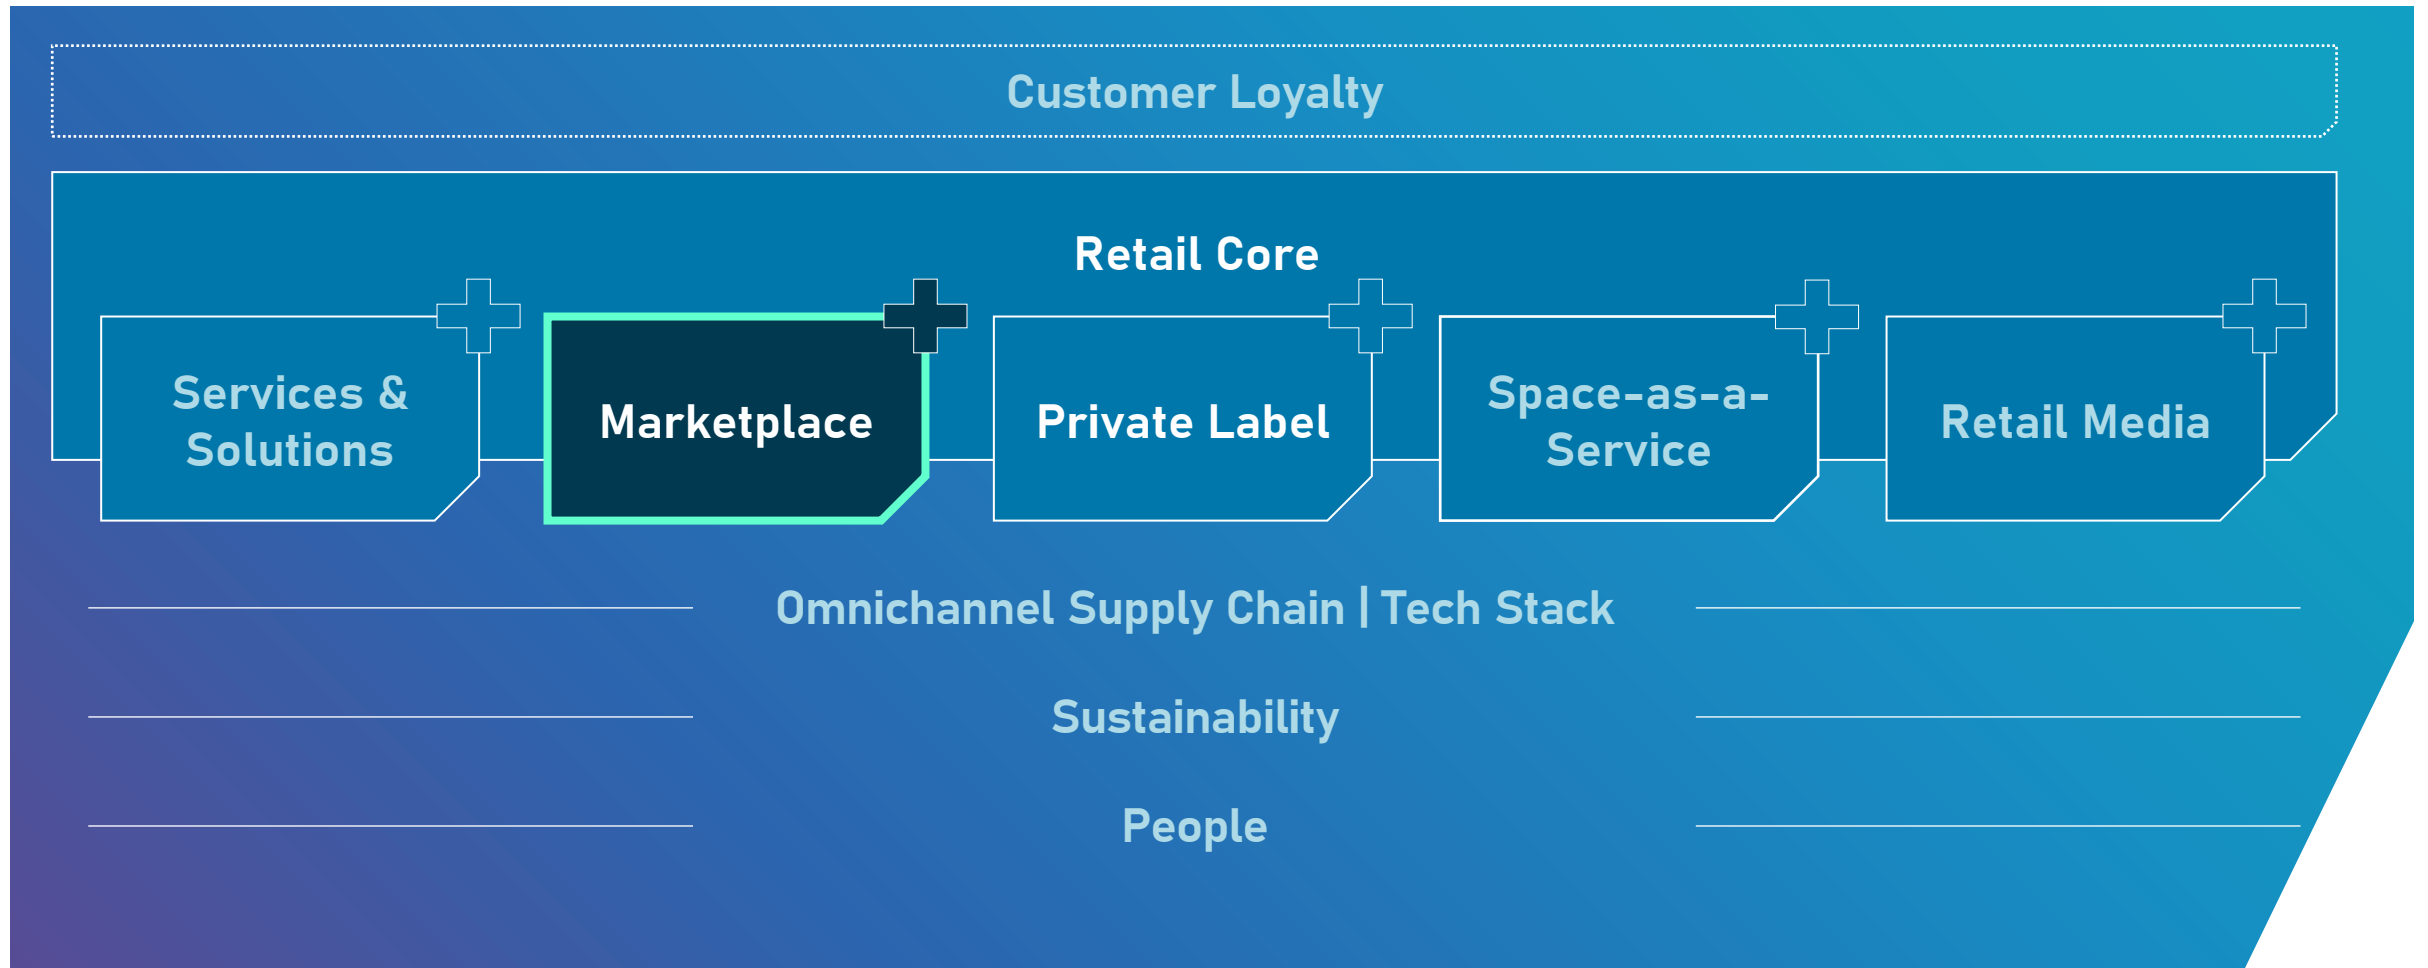 Customer Loyalty
Retail Core
Services &
Solutions
Marketplace
Private Label
Space-as-a-
Service
Retail Media
Omnichannel Supply Chain | Tech Stack
Sustainability
People